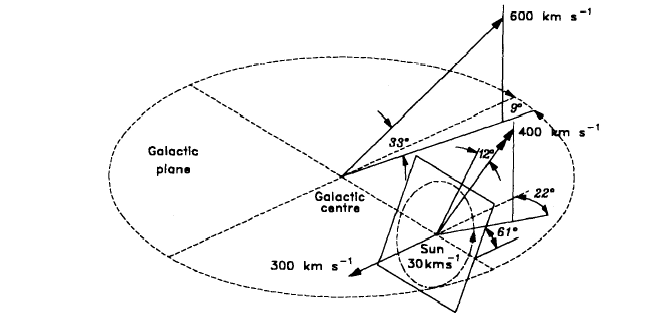 600 km s⁻¹
9°
400 km s⁻¹
33°
12°
Galactic
plane
Galactic
centre
22°
61°
Sun
30kms⁻¹
300 km s⁻¹